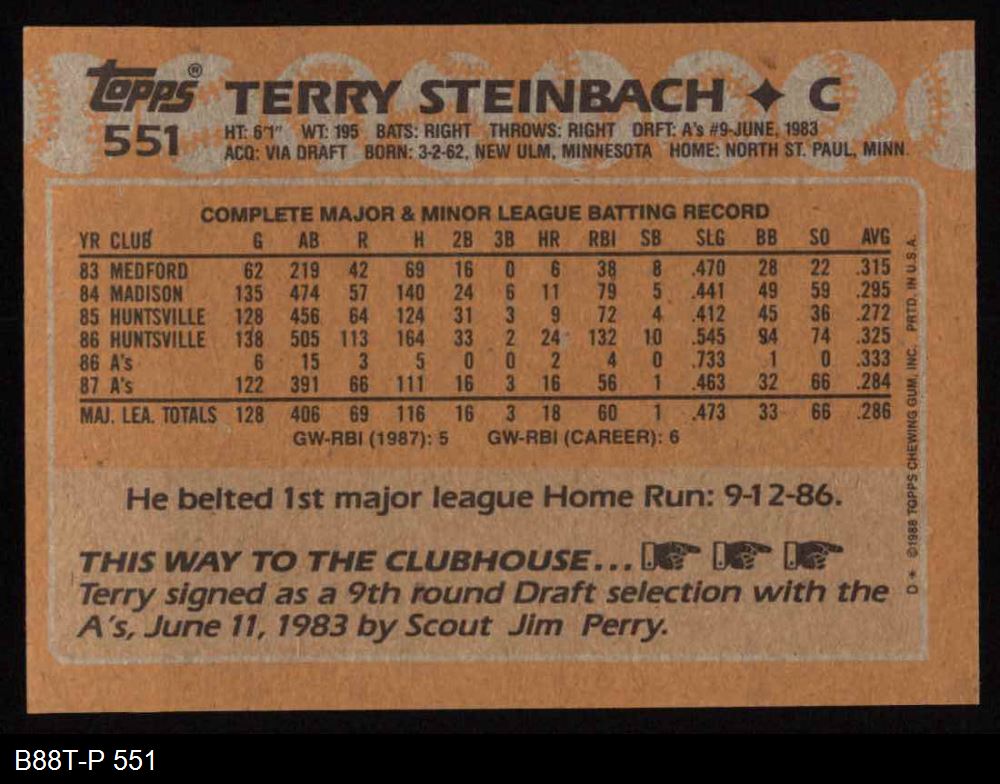 topps® TERRY STEINBACH ✦ C
551 HT: 6'1" WT: 195 BATS: RIGHT THROWS: RIGHT DRFT: A's #9-JUNE, 1983
ACQ: VIA DRAFT BORN: 3-2-62, NEW ULM, MINNESOTA HOME: NORTH ST. PAUL, MINN.
COMPLETE MAJOR & MINOR LEAGUE BATTING RECORD
YR CLUB G AB R H 2B 3B HR RBI SB SLG BB SO AVG
83 MEDFORD 62 219 42 69 16 0 6 38 8 .470 28 22 .315
84 MADISON 135 474 57 140 24 6 11 79 5 .441 49 59 .295
85 HUNTSVILLE 128 456 64 124 31 3 9 72 4 .412 45 36 .272
86 HUNTSVILLE 138 505 113 164 33 2 24 132 10 .545 94 74 .325
86 A's 6 15 3 5 0 0 2 4 0 .733 1 0 .333
87 A's 122 391 66 111 16 3 16 56 1 .463 32 66 .284
MAJ. LEA. TOTALS 128 406 69 116 16 3 18 60 1 .473 33 66 .286
GW-RBI (1987): 5 GW-RBI (CAREER): 6
He belted 1st major league Home Run: 9-12-86.
THIS WAY TO THE CLUBHOUSE...
Terry signed as a 9th round Draft selection with the
A's, June 11, 1983 by Scout Jim Perry.
D* ©1988 TOPPS CHEWING GUM, INC. PRTD. IN U.S.A.
B88T-P 551